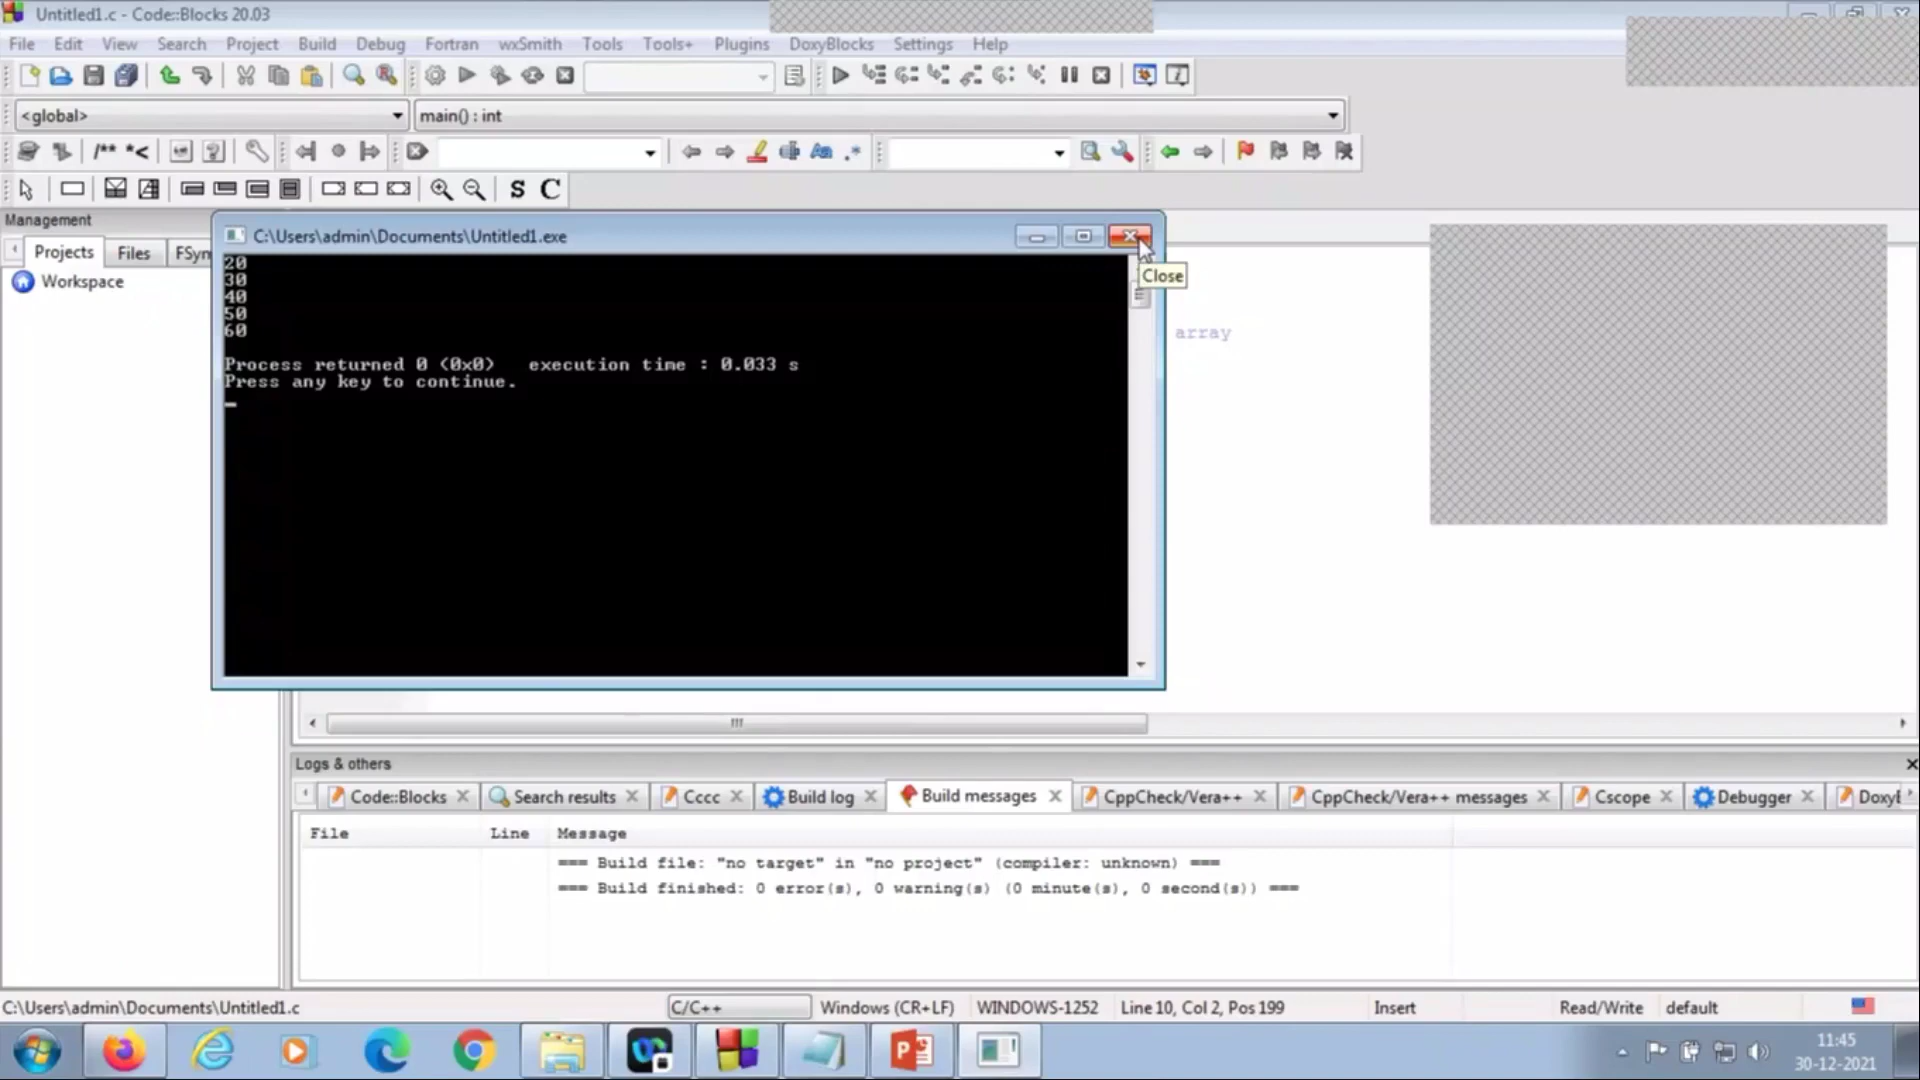 Untitled1.c - Code::Blocks 20.03
File Edit View Search Project Build Debug Fortran wxSmith Tools Tools+ Plugins DoxyBlocks Settings Help
<global> main() : int
/** *< Aa .*
S C
Management
Projects Files FSym
Workspace
C:\Users\admin\Documents\Untitled1.exe
Close
20
30
40
50
60
array
Process returned 0 (0x0)   execution time : 0.033 s
Press any key to continue.
Logs & others
Code::Blocks Search results Cccc Build log Build messages CppCheck/Vera++ CppCheck/Vera++ messages Cscope Debugger DoxyB
File Line Message
=== Build file: "no target" in "no project" (compiler: unknown) ===
=== Build finished: 0 error(s), 0 warning(s) (0 minute(s), 0 second(s)) ===
C:\Users\admin\Documents\Untitled1.c C/C++ Windows (CR+LF) WINDOWS-1252 Line 10, Col 2, Pos 199 Insert Read/Write default
11:45
30-12-2021